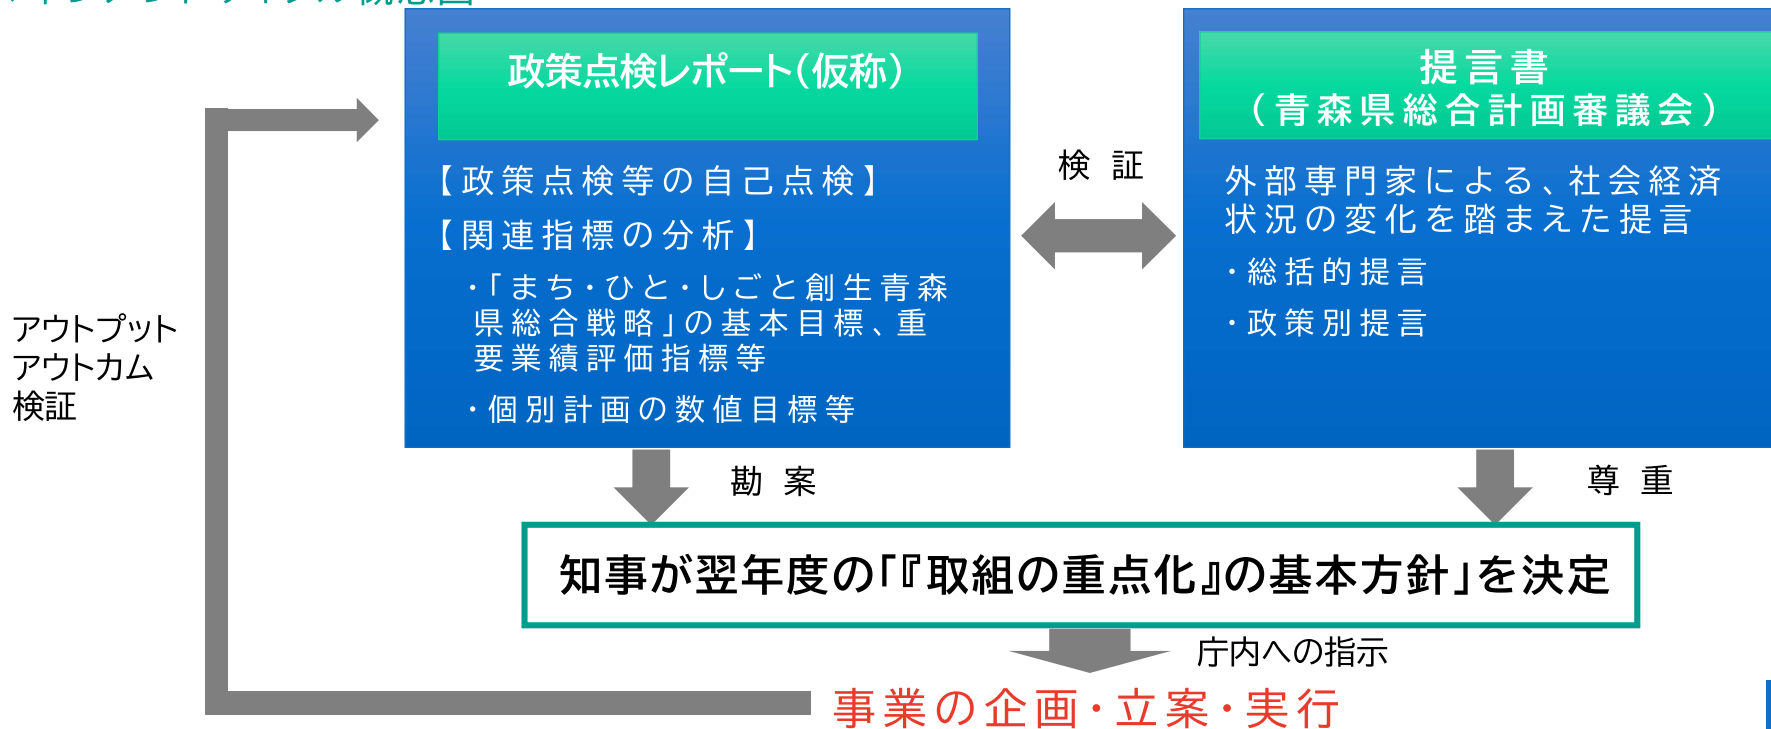 政策点検レポート（仮称）
【政策点検等の自己点検】
【関連指標の分析】
・「まち・ひと・しごと創生青森
県総合戦略」の基本目標、重
要業績評価指標等
・個別計画の数値目標等
検 証
提言書
（青森県総合計画審議会）
外部専門家による、社会経済
状況の変化を踏まえた提言
・総括的提言
・政策別提言
アウトプット
アウトカム
検証
勘 案
尊 重
知事が翌年度の「『取組の重点化』の基本方針」を決定
庁内への指示
事業の企画・立案・実行